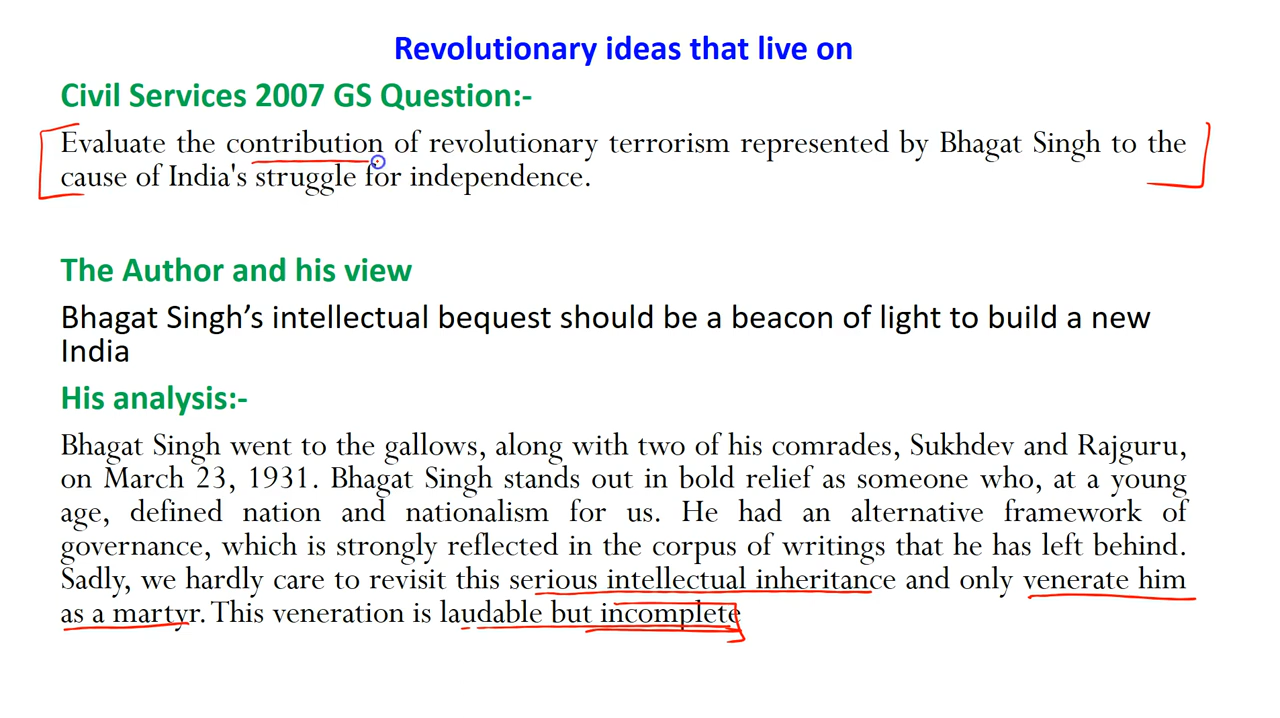 Revolutionary ideas that live on
Civil Services 2007 GS Question:-
Evaluate the contribution of revolutionary terrorism represented by Bhagat Singh to the
cause of India's struggle for independence.
The Author and his view
Bhagat Singh’s intellectual bequest should be a beacon of light to build a new
India
His analysis:-
Bhagat Singh went to the gallows, along with two of his comrades, Sukhdev and Rajguru,
on March 23, 1931. Bhagat Singh stands out in bold relief as someone who, at a young
age, defined nation and nationalism for us. He had an alternative framework of
governance, which is strongly reflected in the corpus of writings that he has left behind.
Sadly, we hardly care to revisit this serious intellectual inheritance and only venerate him
as a martyr. This veneration is laudable but incomplete